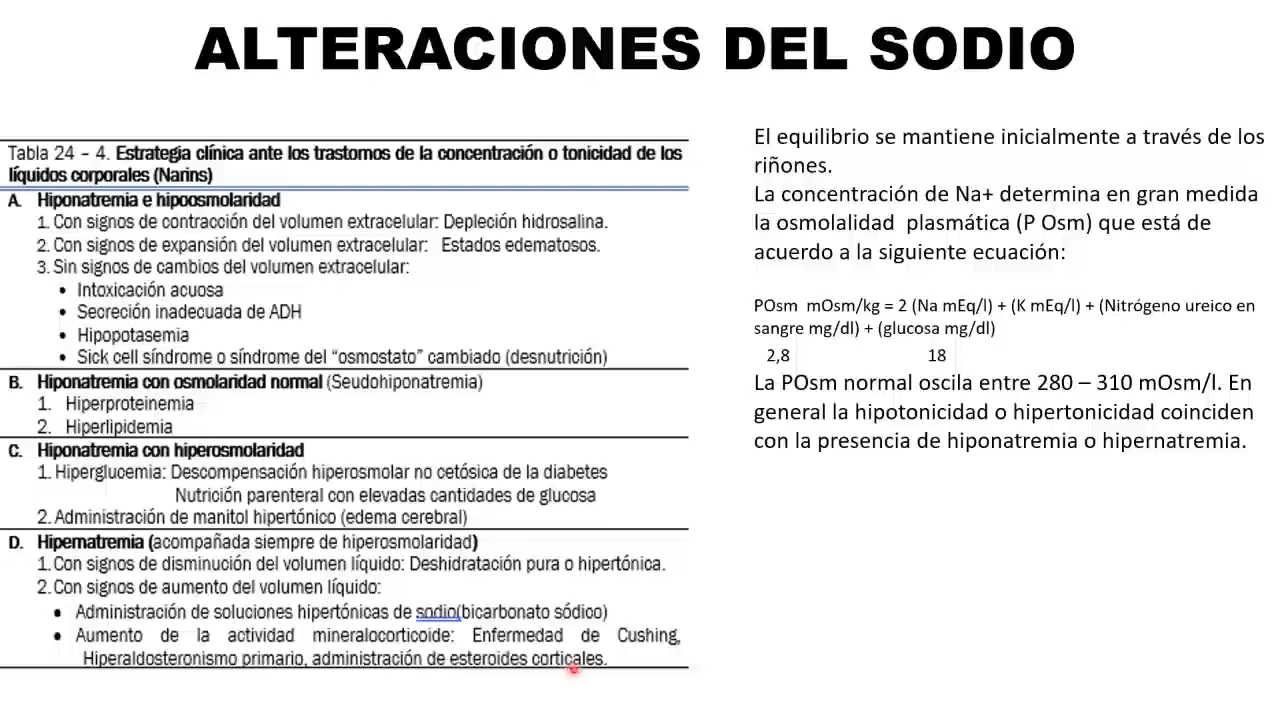 ALTERACIONES DEL SODIO
Tabla 24 – 4. Estrategia clínica ante los trastornos de la concentración o tonicidad de los
líquidos corporales (Narins)
A. Hiponatremia e hipoosmolaridad
1. Con signos de contracción del volumen extracelular: Depleción hidrosalina.
2. Con signos de expansión del volumen extracelular: Estados edematosos.
3. Sin signos de cambios del volumen extracelular:
• Intoxicación acuosa
• Secreción inadecuada de ADH
• Hipopotasemia
• Sick cell síndrome o síndrome del “osmostato” cambiado (desnutrición)
B. Hiponatremia con osmolaridad normal (Seudohiponatremia)
1. Hiperproteinemia
2. Hiperlipidemia
C. Hiponatremia con hiperosmolaridad
1. Hiperglucemia: Descompensación hiperosmolar no cetósica de la diabetes
Nutrición parenteral con elevadas cantidades de glucosa
2. Administración de manitol hipertónico (edema cerebral)
D. Hipernatremia (acompañada siempre de hiperosmolaridad)
1. Con signos de disminución del volumen líquido: Deshidratación pura o hipertónica.
2. Con signos de aumento del volumen líquido:
• Administración de soluciones hipertónicas de sodio(bicarbonato sódico)
• Aumento de la actividad mineralocorticoide: Enfermedad de Cushing,
Hiperaldosteronismo primario, administración de esteroides corticales.
El equilibrio se mantiene inicialmente a través de los
riñones.
La concentración de Na+ determina en gran medida
la osmolalidad plasmática (P Osm) que está de
acuerdo a la siguiente ecuación:
POsm mOsm/kg = 2 (Na mEq/l) + (K mEq/l) + (Nitrógeno ureico en
sangre mg/dl) + (glucosa mg/dl)
2,8 18
La POsm normal oscila entre 280 – 310 mOsm/l. En
general la hipotonicidad o hipertonicidad coinciden
con la presencia de hiponatremia o hipernatremia.